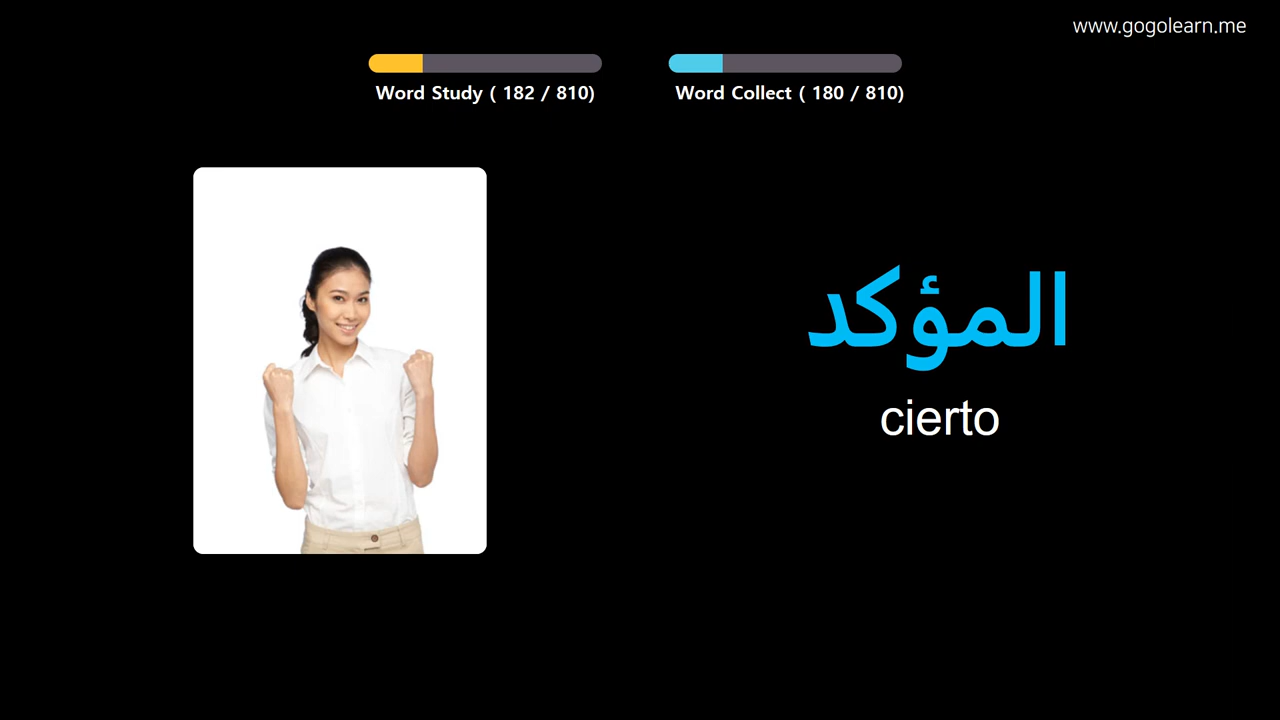 www.gogolearn.me
Word Study ( 182 / 810)
Word Collect ( 180 / 810)
المؤكد
cierto